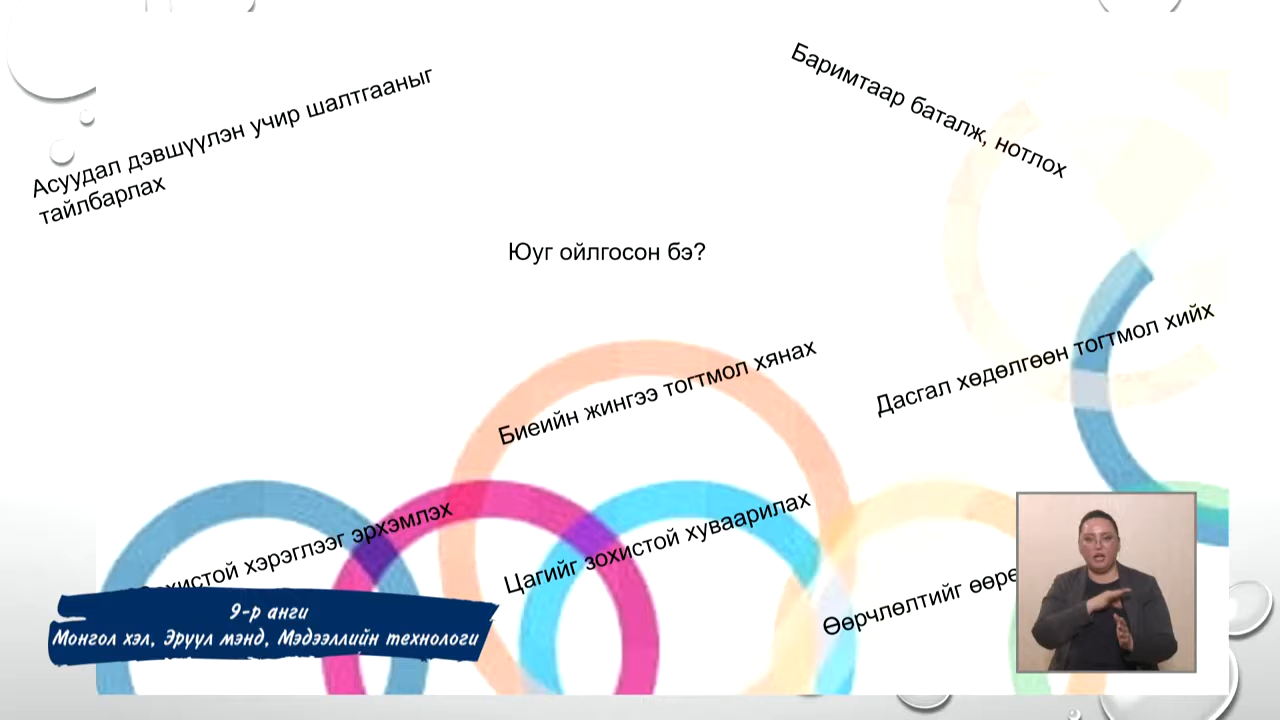 Асуудал дэвшүүлэн учир шалтгааныг
тайлбарлах
Баримтаар баталж, нотлох
Юуг ойлгосон бэ?
Биеийн жингээ тогтмол хянах
Дасгал хөдөлгөөн тогтмол хийх
хэрэглээг эрхэмлэх
Цагийг зохистой хуваарилах
Өөрчлөлтийг
9-р анги
Монгол хэл, Эрүүл мэнд, Мэдээллийн технологи